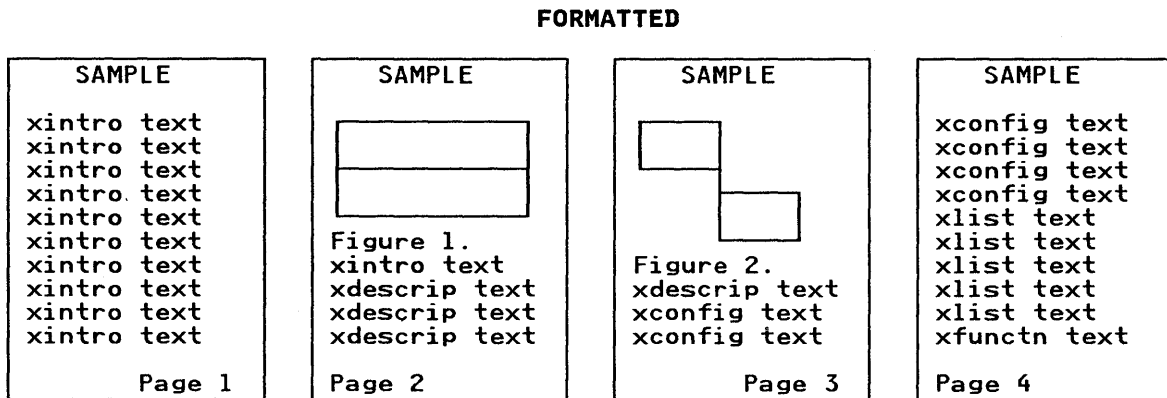 FORMATTED
SAMPLE
xintro text
xintro text
xintro text
xintro text
xintro text
xintro text
xintro text
xintro text
xintro text
xintro text
Page 1
SAMPLE
Figure 1.
xintro text
xdescrip text
xdescrip text
xdescrip text
Page 2
SAMPLE
Figure 2.
xdescrip text
xconfig text
xconfig text
Page 3
SAMPLE
xconfig text
xconfig text
xconfig text
xconfig text
xlist text
xlist text
xlist text
xlist text
xlist text
xfunctn text
Page 4